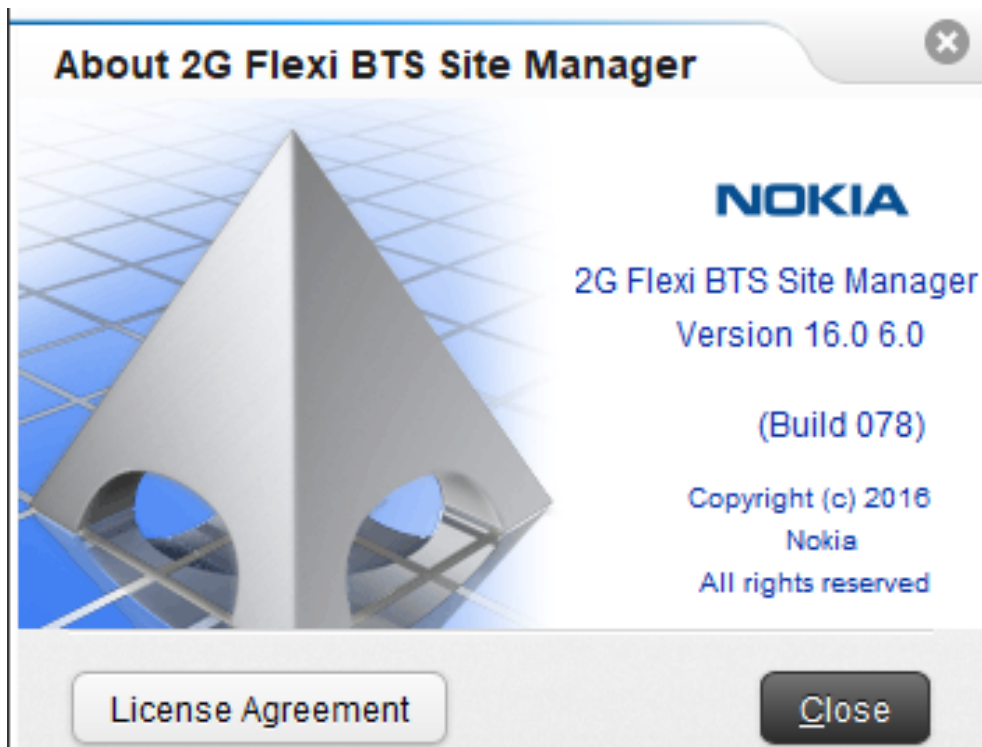 About 2G Flexi BTS Site Manager
NOKIA
2G Flexi BTS Site Manager
Version 16.0 6.0
(Build 078)
Copyright (c) 2016
Nokia
All rights reserved
License Agreement
Close